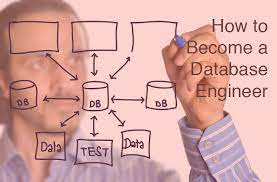 How to
Become a
Database
Engineer
DB
DB
DB
Data
TEST
Data